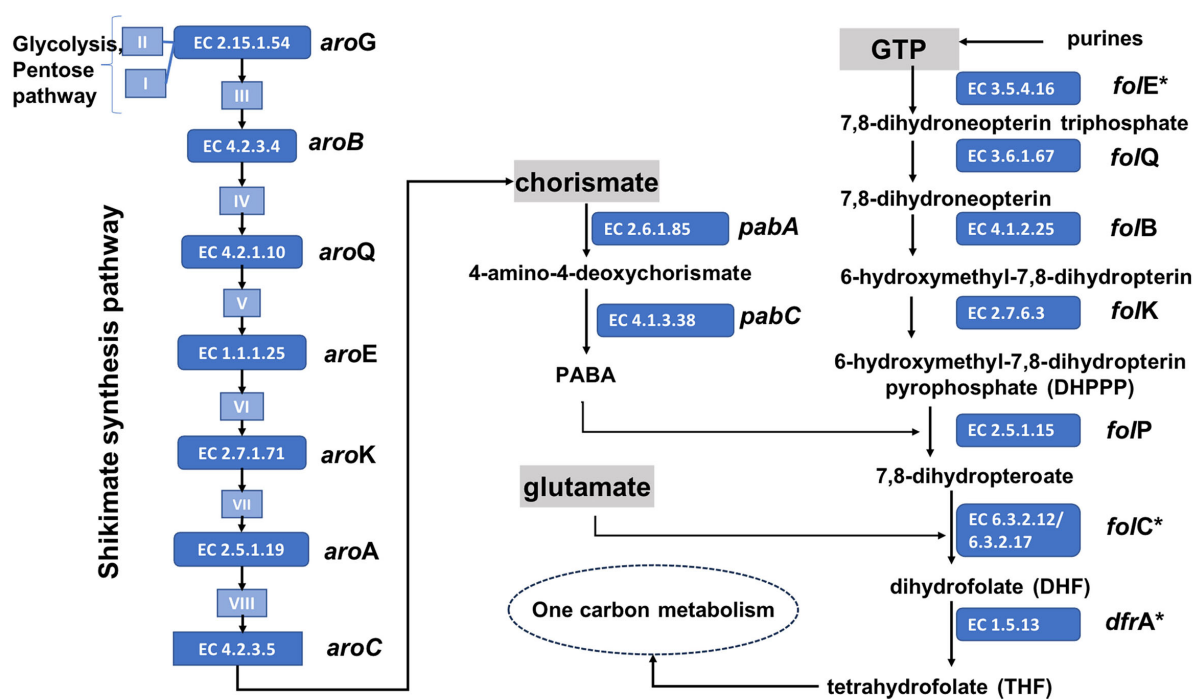 Glycolysis,
Pentose
pathway
II
I
EC 2.15.1.54
aroG
III
EC 4.2.3.4
aroB
IV
EC 4.2.1.10
aroQ
V
EC 1.1.1.25
aroE
VI
EC 2.7.1.71
aroK
VII
EC 2.5.1.19
aroA
VIII
EC 4.2.3.5
aroC
Shikimate synthesis pathway
chorismate
EC 2.6.1.85
pabA
4-amino-4-deoxychorismate
EC 4.1.3.38
pabC
PABA
glutamate
One carbon metabolism
GTP
purines
EC 3.5.4.16
folE*
7,8-dihydroneopterin triphosphate
EC 3.6.1.67
folQ
7,8-dihydroneopterin
EC 4.1.2.25
folB
6-hydroxymethyl-7,8-dihydropterin
EC 2.7.6.3
folK
6-hydroxymethyl-7,8-dihydropterin
pyrophosphate (DHPPP)
EC 2.5.1.15
folP
7,8-dihydropteroate
EC 6.3.2.12/
6.3.2.17
folC*
dihydrofolate (DHF)
EC 1.5.13
dfrA*
tetrahydrofolate (THF)